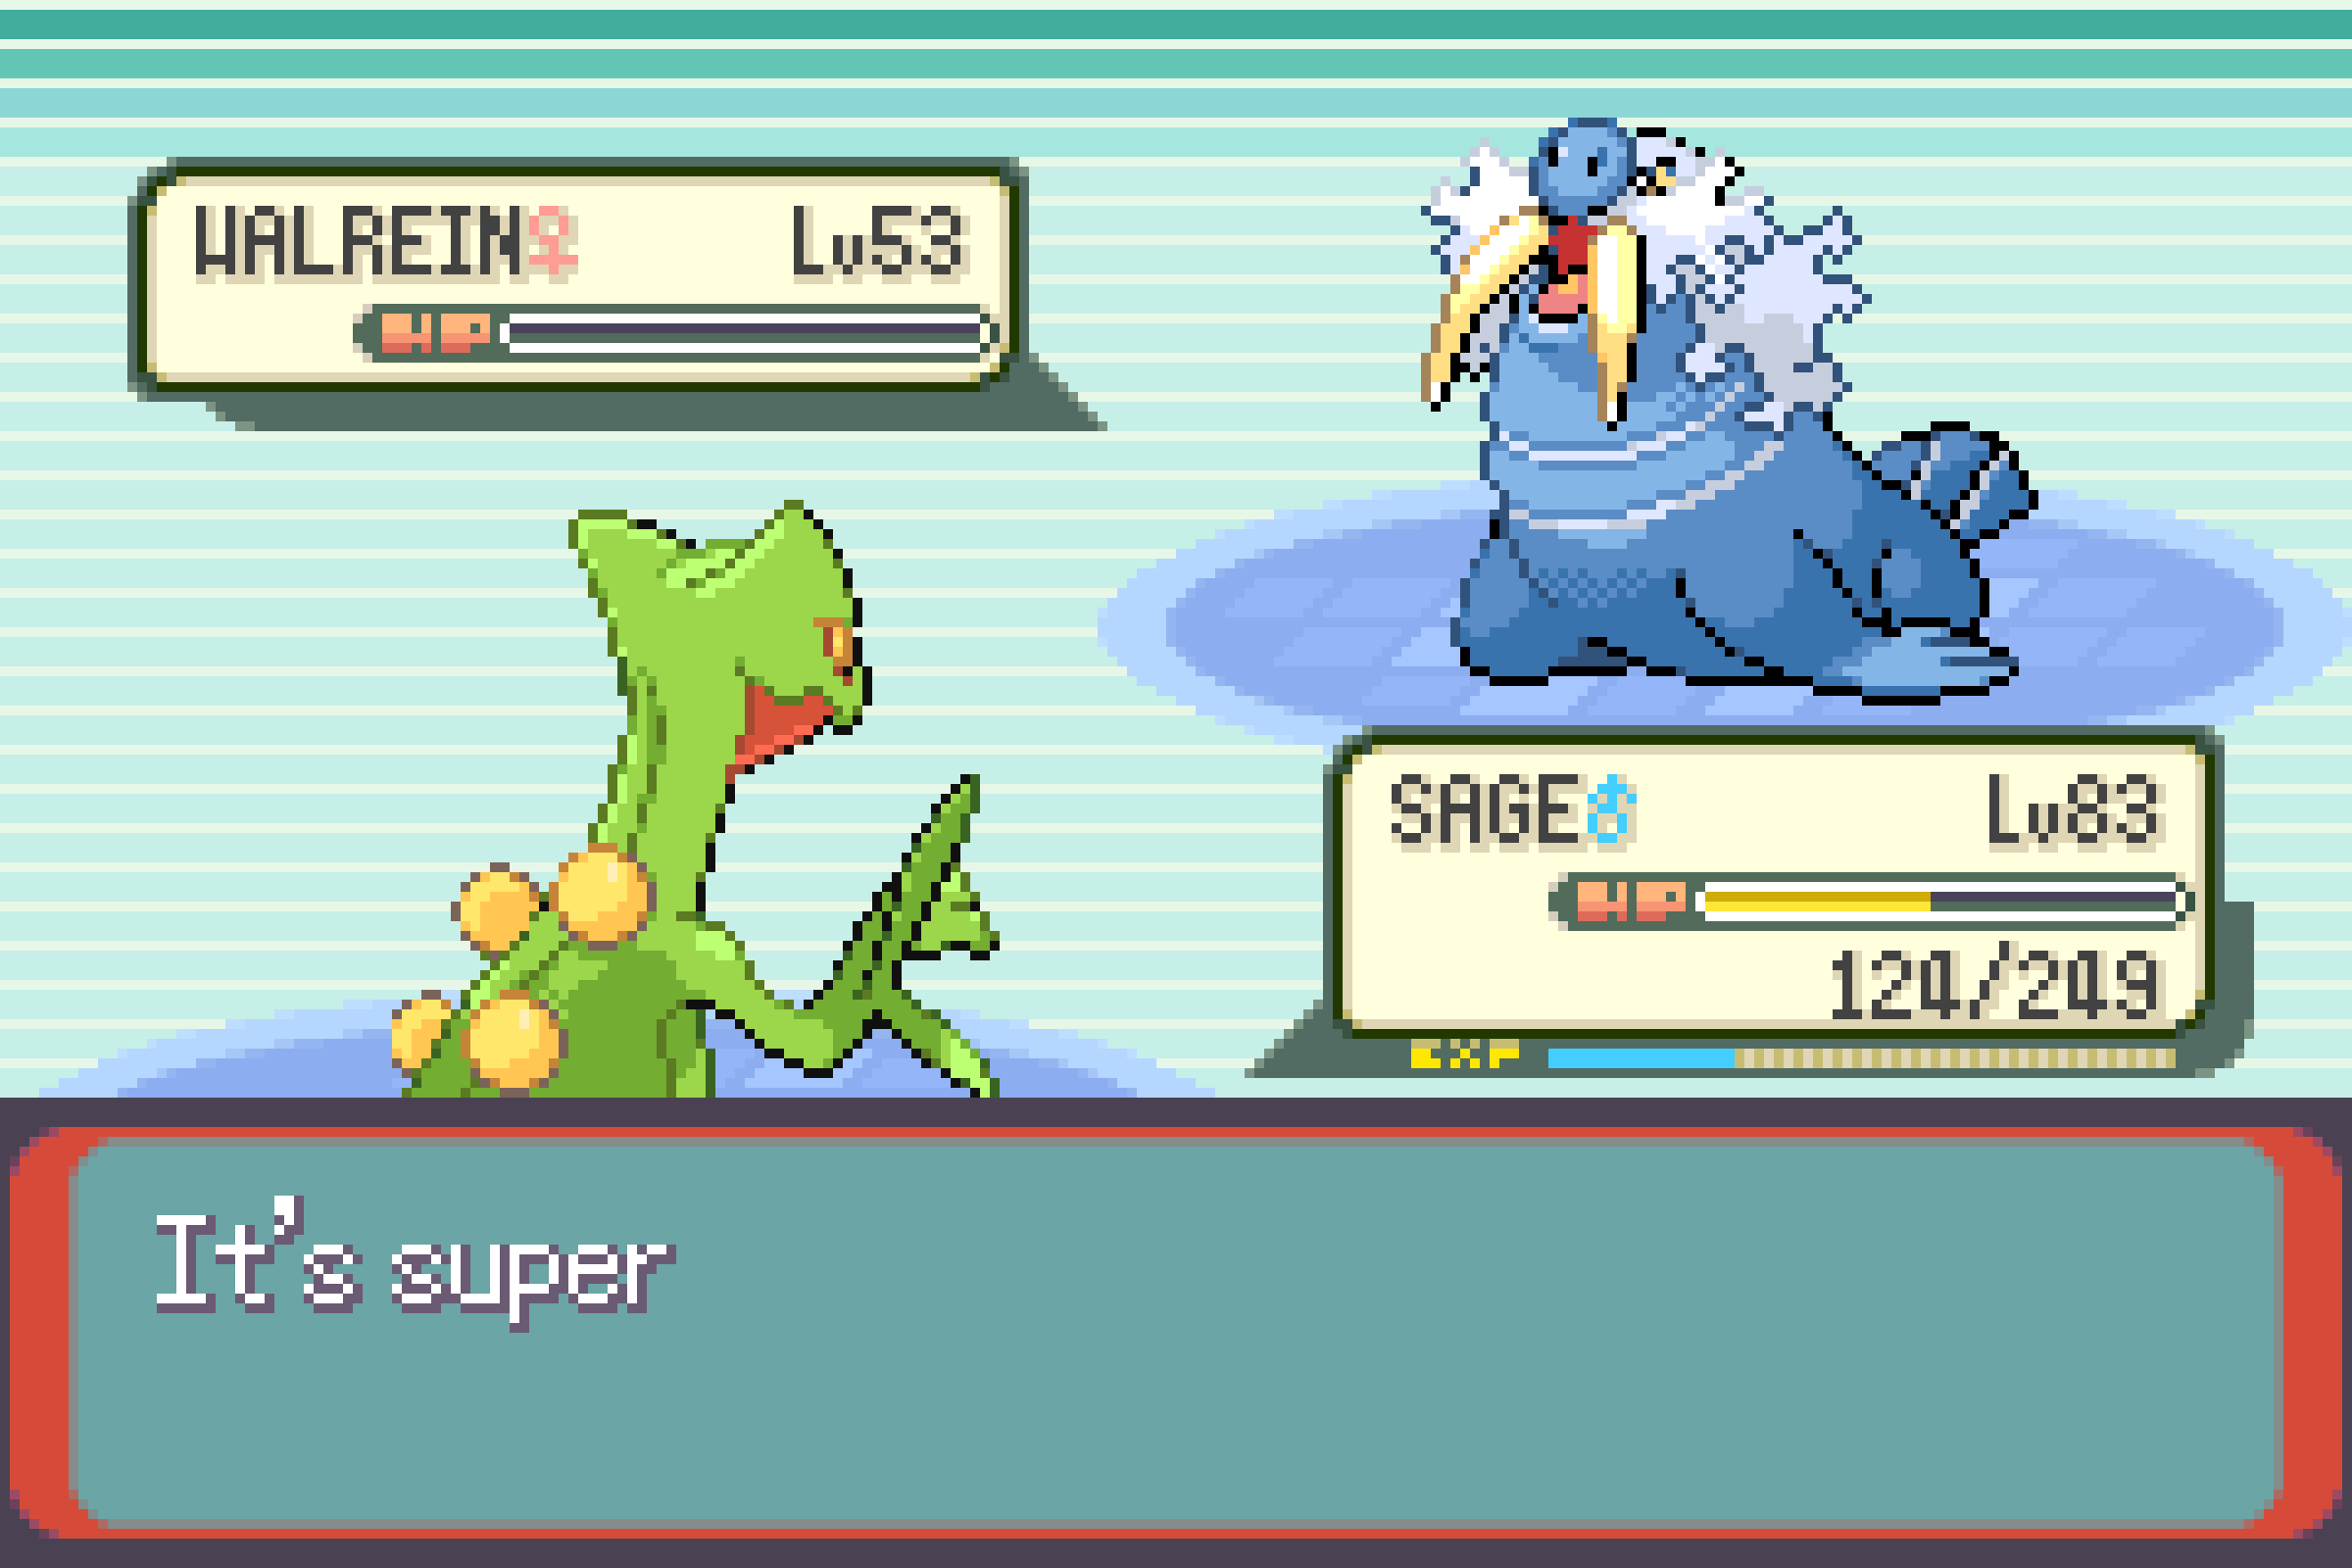 WALREIN♀ Lv53
HP
SAGE♂ Lv83
HP
124/249
EXP
It's super